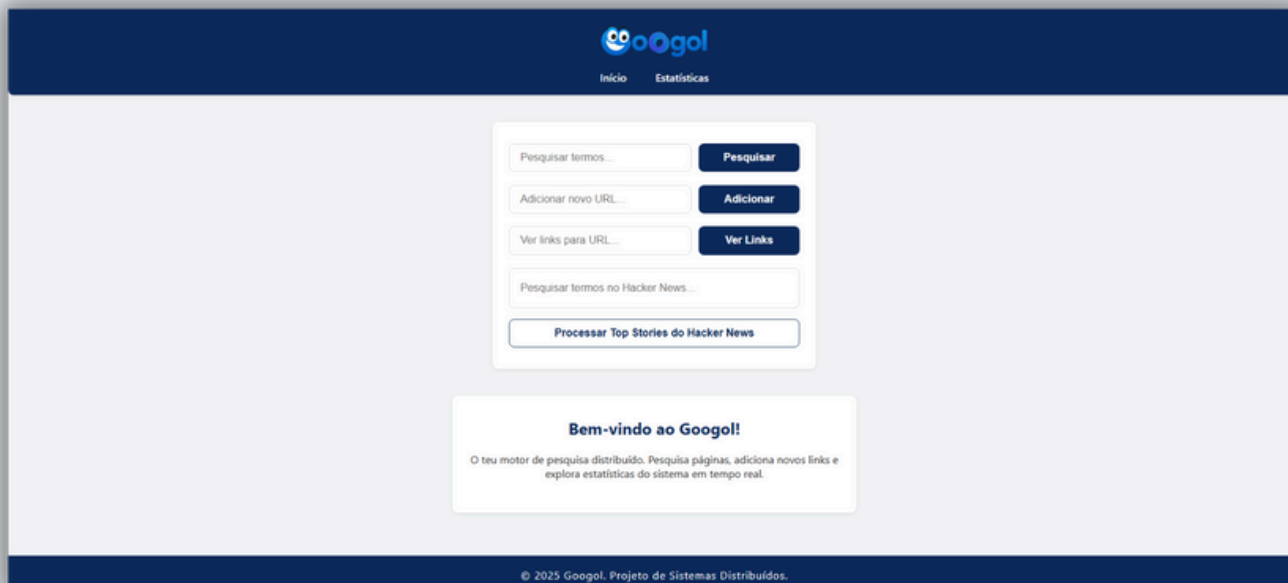 Googol
Início Estatísticas
Pesquisar termos... Pesquisar
Adicionar novo URL... Adicionar
Ver links para URL... Ver Links
Pesquisar termos no Hacker News...
Processar Top Stories do Hacker News
Bem-vindo ao Googol!
O teu motor de pesquisa distribuído. Pesquisa páginas, adiciona novos links e
explora estatísticas do sistema em tempo real.
© 2025 Googol. Projeto de Sistemas Distribuídos.